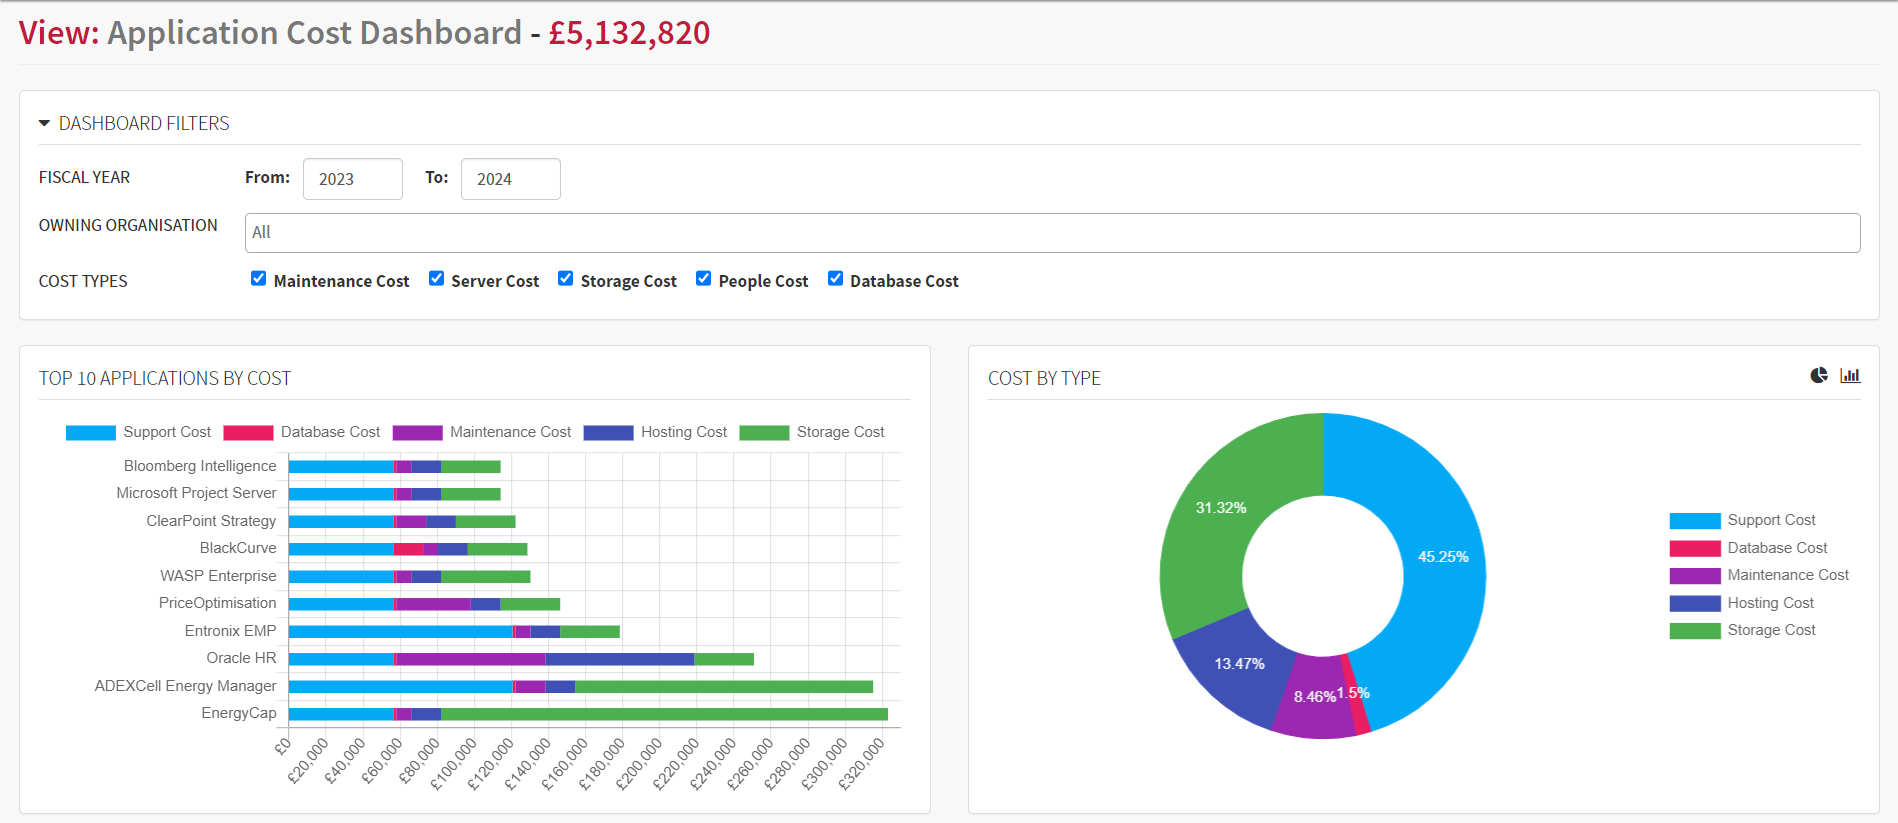 View: Application Cost Dashboard - £5,132,820
DASHBOARD FILTERS
FISCAL YEAR From: 2023 To: 2024
OWNING ORGANISATION All
COST TYPES Maintenance Cost Server Cost Storage Cost People Cost Database Cost
TOP 10 APPLICATIONS BY COST
Support Cost Database Cost Maintenance Cost Hosting Cost Storage Cost
Bloomberg Intelligence
Microsoft Project Server
ClearPoint Strategy
BlackCurve
WASP Enterprise
PriceOptimisation
Entronix EMP
Oracle HR
ADEXCell Energy Manager
EnergyCap
£0 £20,000 £40,000 £60,000 £80,000 £100,000 £120,000 £140,000 £160,000 £180,000 £200,000 £220,000 £240,000 £260,000 £280,000 £300,000 £320,000
COST BY TYPE
31.32%
45.25%
13.47%
8.46%
1.5%
Support Cost
Database Cost
Maintenance Cost
Hosting Cost
Storage Cost